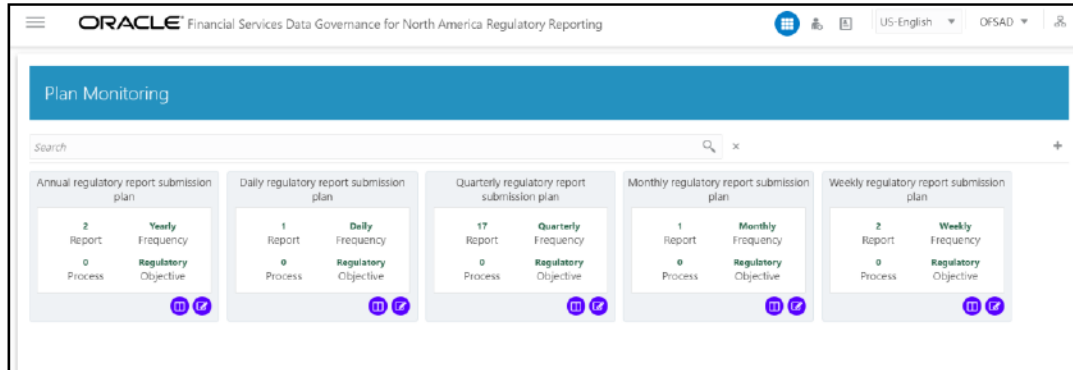 ORACLE® Financial Services Data Governance for North America Regulatory Reporting
US-English
OFSAD
Plan Monitoring
Search
Annual regulatory report submission
plan
2 Yearly
Report Frequency
0 Regulatory
Process Objective
Daily regulatory report submission
plan
1 Daily
Report Frequency
0 Regulatory
Process Objective
Quarterly regulatory report
submission plan
17 Quarterly
Report Frequency
0 Regulatory
Process Objective
Monthly regulatory report submission
plan
1 Monthly
Report Frequency
0 Regulatory
Process Objective
Weekly regulatory report submission
plan
2 Weekly
Report Frequency
0 Regulatory
Process Objective